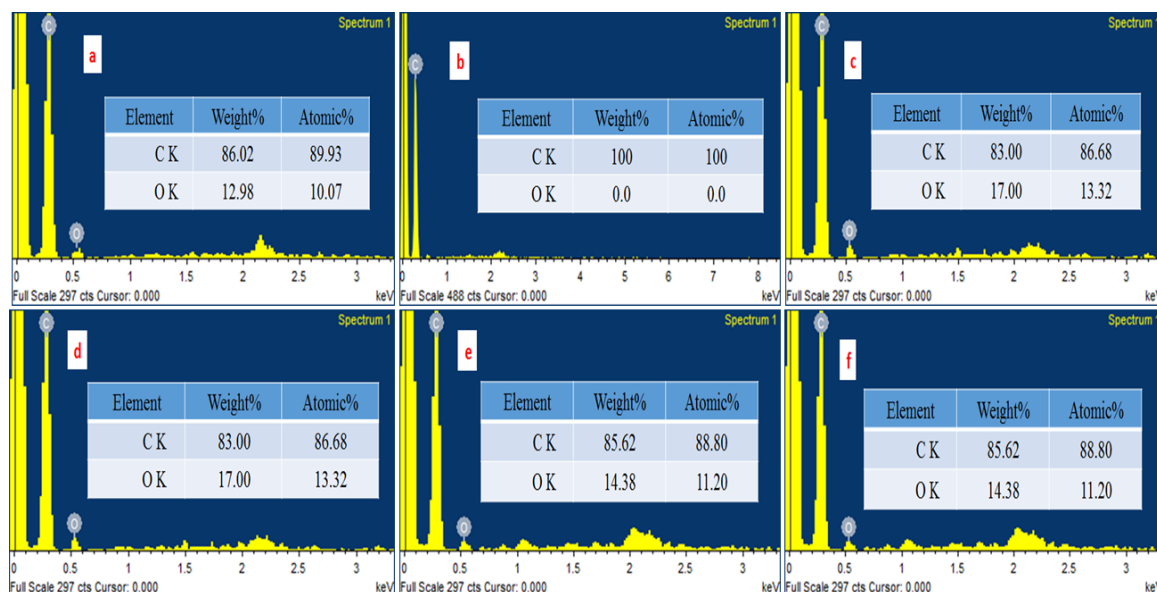 Spectrum 1
C
a
Element Weight% Atomic%
C K 86.02 89.93
O K 12.98 10.07
O
0 0.5 1 1.5 2 2.5 3
Full Scale 297 cts Cursor: 0.000 keV
Spectrum 1
C
b
Element Weight% Atomic%
C K 100 100
O K 0.0 0.0
0 1 2 3 4 5 6 7 8
Full Scale 488 cts Cursor: 0.000 keV
Spectrum 1
C
c
Element Weight% Atomic%
C K 83.00 86.68
O K 17.00 13.32
O
0 0.5 1 1.5 2 2.5 3
Full Scale 297 cts Cursor: 0.000 keV
Spectrum 1
C
d
Element Weight% Atomic%
C K 83.00 86.68
O K 17.00 13.32
O
0 0.5 1 1.5 2 2.5 3
Full Scale 297 cts Cursor: 0.000 keV
Spectrum 1
C
e
Element Weight% Atomic%
C K 85.62 88.80
O K 14.38 11.20
O
0 0.5 1 1.5 2 2.5 3
Full Scale 297 cts Cursor: 0.000 keV
Spectrum 1
C
f
Element Weight% Atomic%
C K 85.62 88.80
O K 14.38 11.20
O
0 0.5 1 1.5 2 2.5 3
Full Scale 297 cts Cursor: 0.000 keV